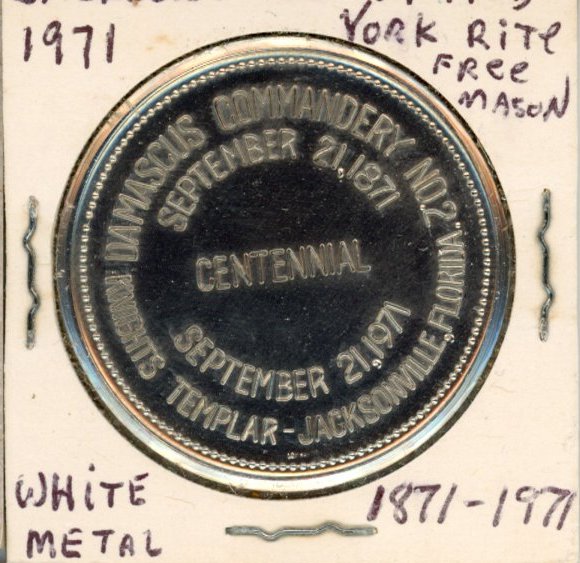 1971
YORK RiTe
FRee
MASON
DAMASCUS COMMANDERY NO. 2
KNIGHTS TEMPLAR - JACKSONVILLE, FLORIDA.
SEPTEMBER 21, 1871
CENTENNIAL
SEPTEMBER 21, 1971
WHiTE
METAL
1871-1971